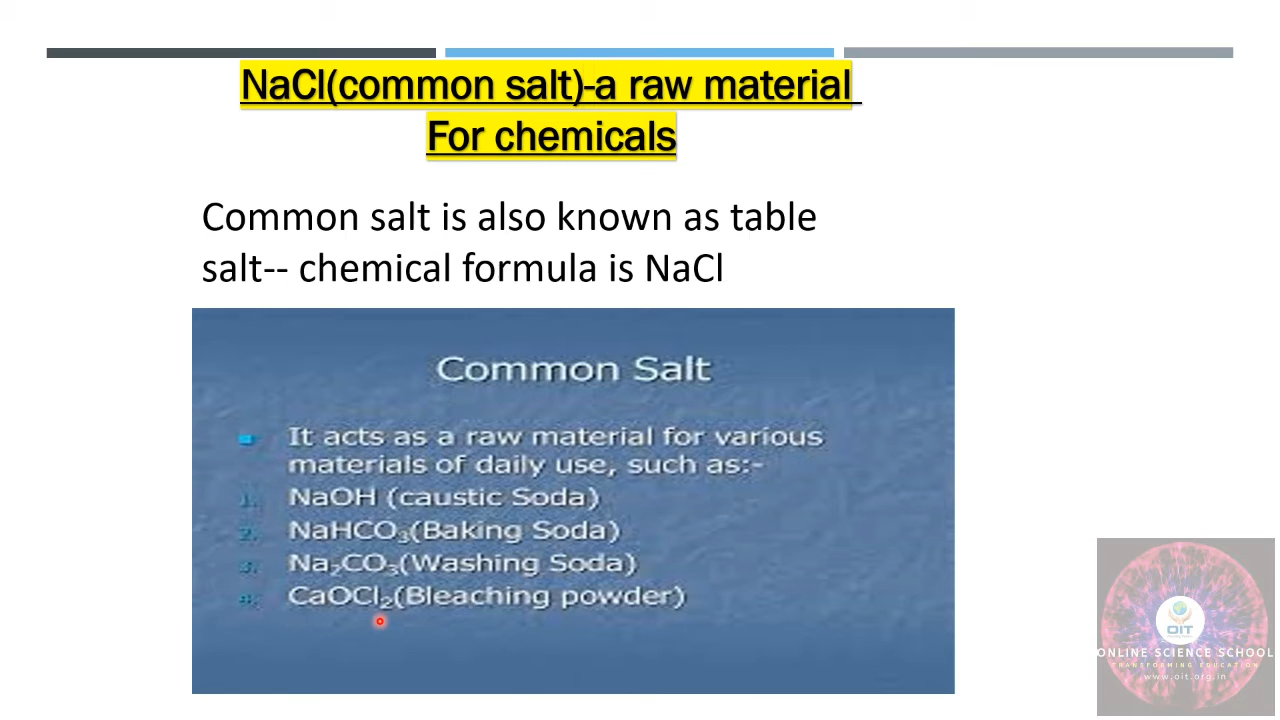 NaCl(common salt)-a raw material
For chemicals
Common salt is also known as table
salt-- chemical formula is NaCl
Common Salt
It acts as a raw material for various
materials of daily use, such as:-
1. NaOH (caustic Soda)
2. NaHCO₃(Baking Soda)
3. Na₂CO₃(Washing Soda)
4. CaOCl₂(Bleaching powder)
OIT
ONLINE SCIENCE SCHOOL
TRANSFORMING EDUCATION
www.oit.org.in